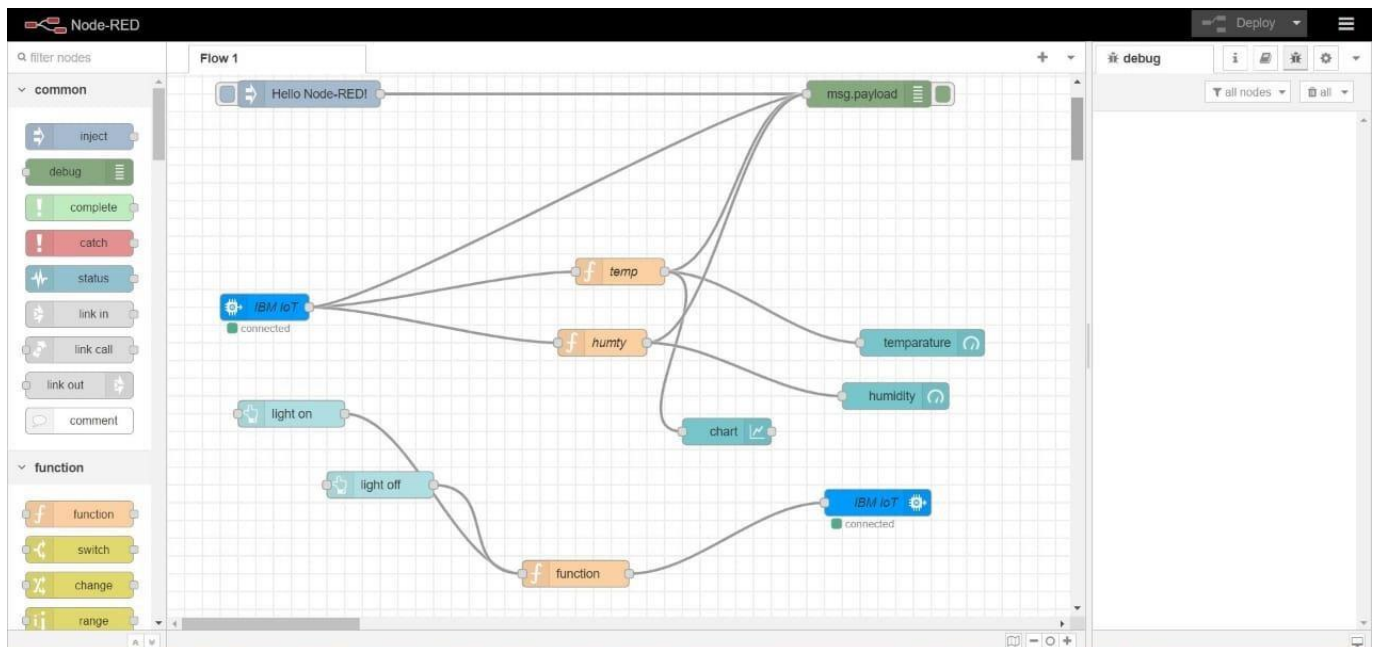 Node-RED
Deploy
filter nodes
Flow 1
debug
i
all nodes
all
common
inject
debug
complete
catch
status
link in
link call
link out
comment
function
function
switch
change
range
Hello Node-RED!
msg.payload
temp
IBM IoT
connected
humty
temparature
humidity
light on
chart
light off
IBM IoT
connected
function